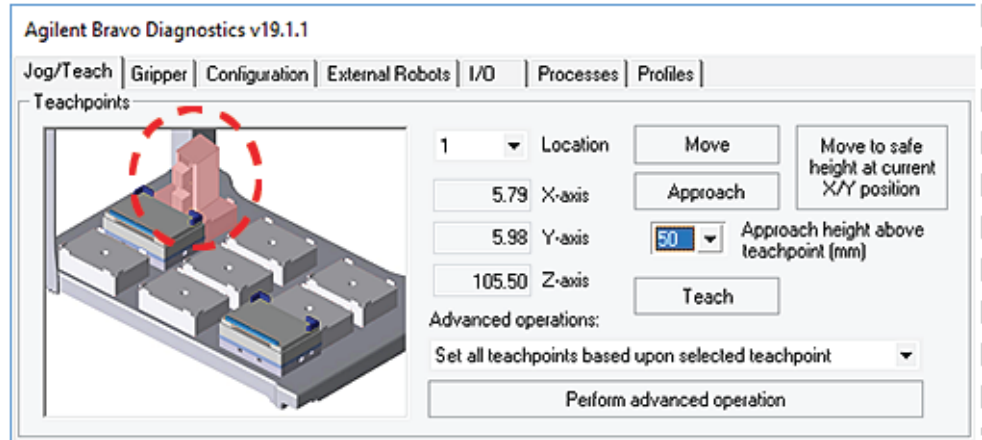 Agilent Bravo Diagnostics v19.1.1
Jog/Teach Gripper Configuration External Robots I/O Processes Profiles
Teachpoints
1 Location
Move
Move to safe
height at current
X/Y position
5.79 X-axis
Approach
5.98 Y-axis
50 Approach height above
teachpoint (mm)
105.50 Z-axis
Teach
Advanced operations:
Set all teachpoints based upon selected teachpoint
Perform advanced operation